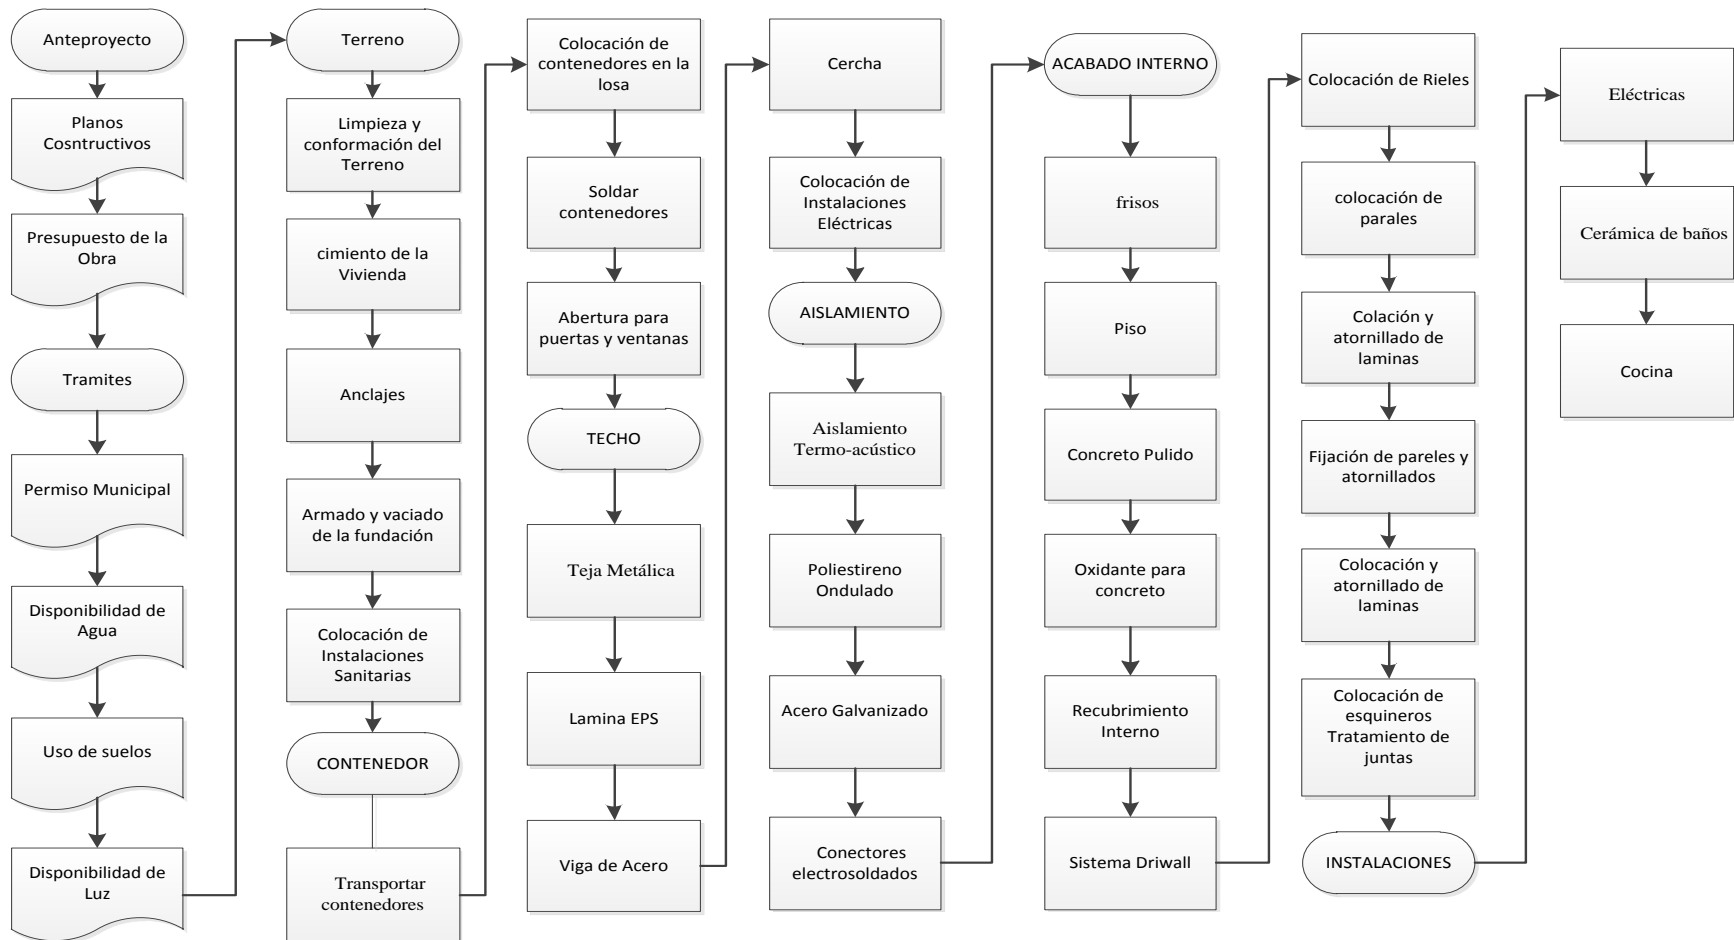 Anteproyecto
Planos
Cosntructivos
Presupuesto de la
Obra
Tramites
Permiso Municipal
Disponibilidad de
Agua
Uso de suelos
Disponibilidad de
Luz
Terreno
Limpieza y
conformación del
Terreno
cimiento de la
Vivienda
Anclajes
Armado y vaciado
de la fundación
Colocación de
Instalaciones
Sanitarias
CONTENEDOR
Transportar
contenedores
Colocación de
contenedores en la
losa
Soldar
contenedores
Abertura para
puertas y ventanas
TECHO
Teja Metálica
Lamina EPS
Viga de Acero
Cercha
Colocación de
Instalaciones
Eléctricas
AISLAMIENTO
Aislamiento
Termo-acústico
Poliestireno
Ondulado
Acero Galvanizado
Conectores
electrosoldados
ACABADO INTERNO
frisos
Piso
Concreto Pulido
Oxidante para
concreto
Recubrimiento
Interno
Sistema Driwall
Colocación de Rieles
colocación de
parales
Colación y
atornillado de
laminas
Fijación de pareles y
atornillados
Colocación y
atornillado de
laminas
Colocación de
esquineros
Tratamiento de
juntas
INSTALACIONES
Eléctricas
Cerámica de baños
Cocina